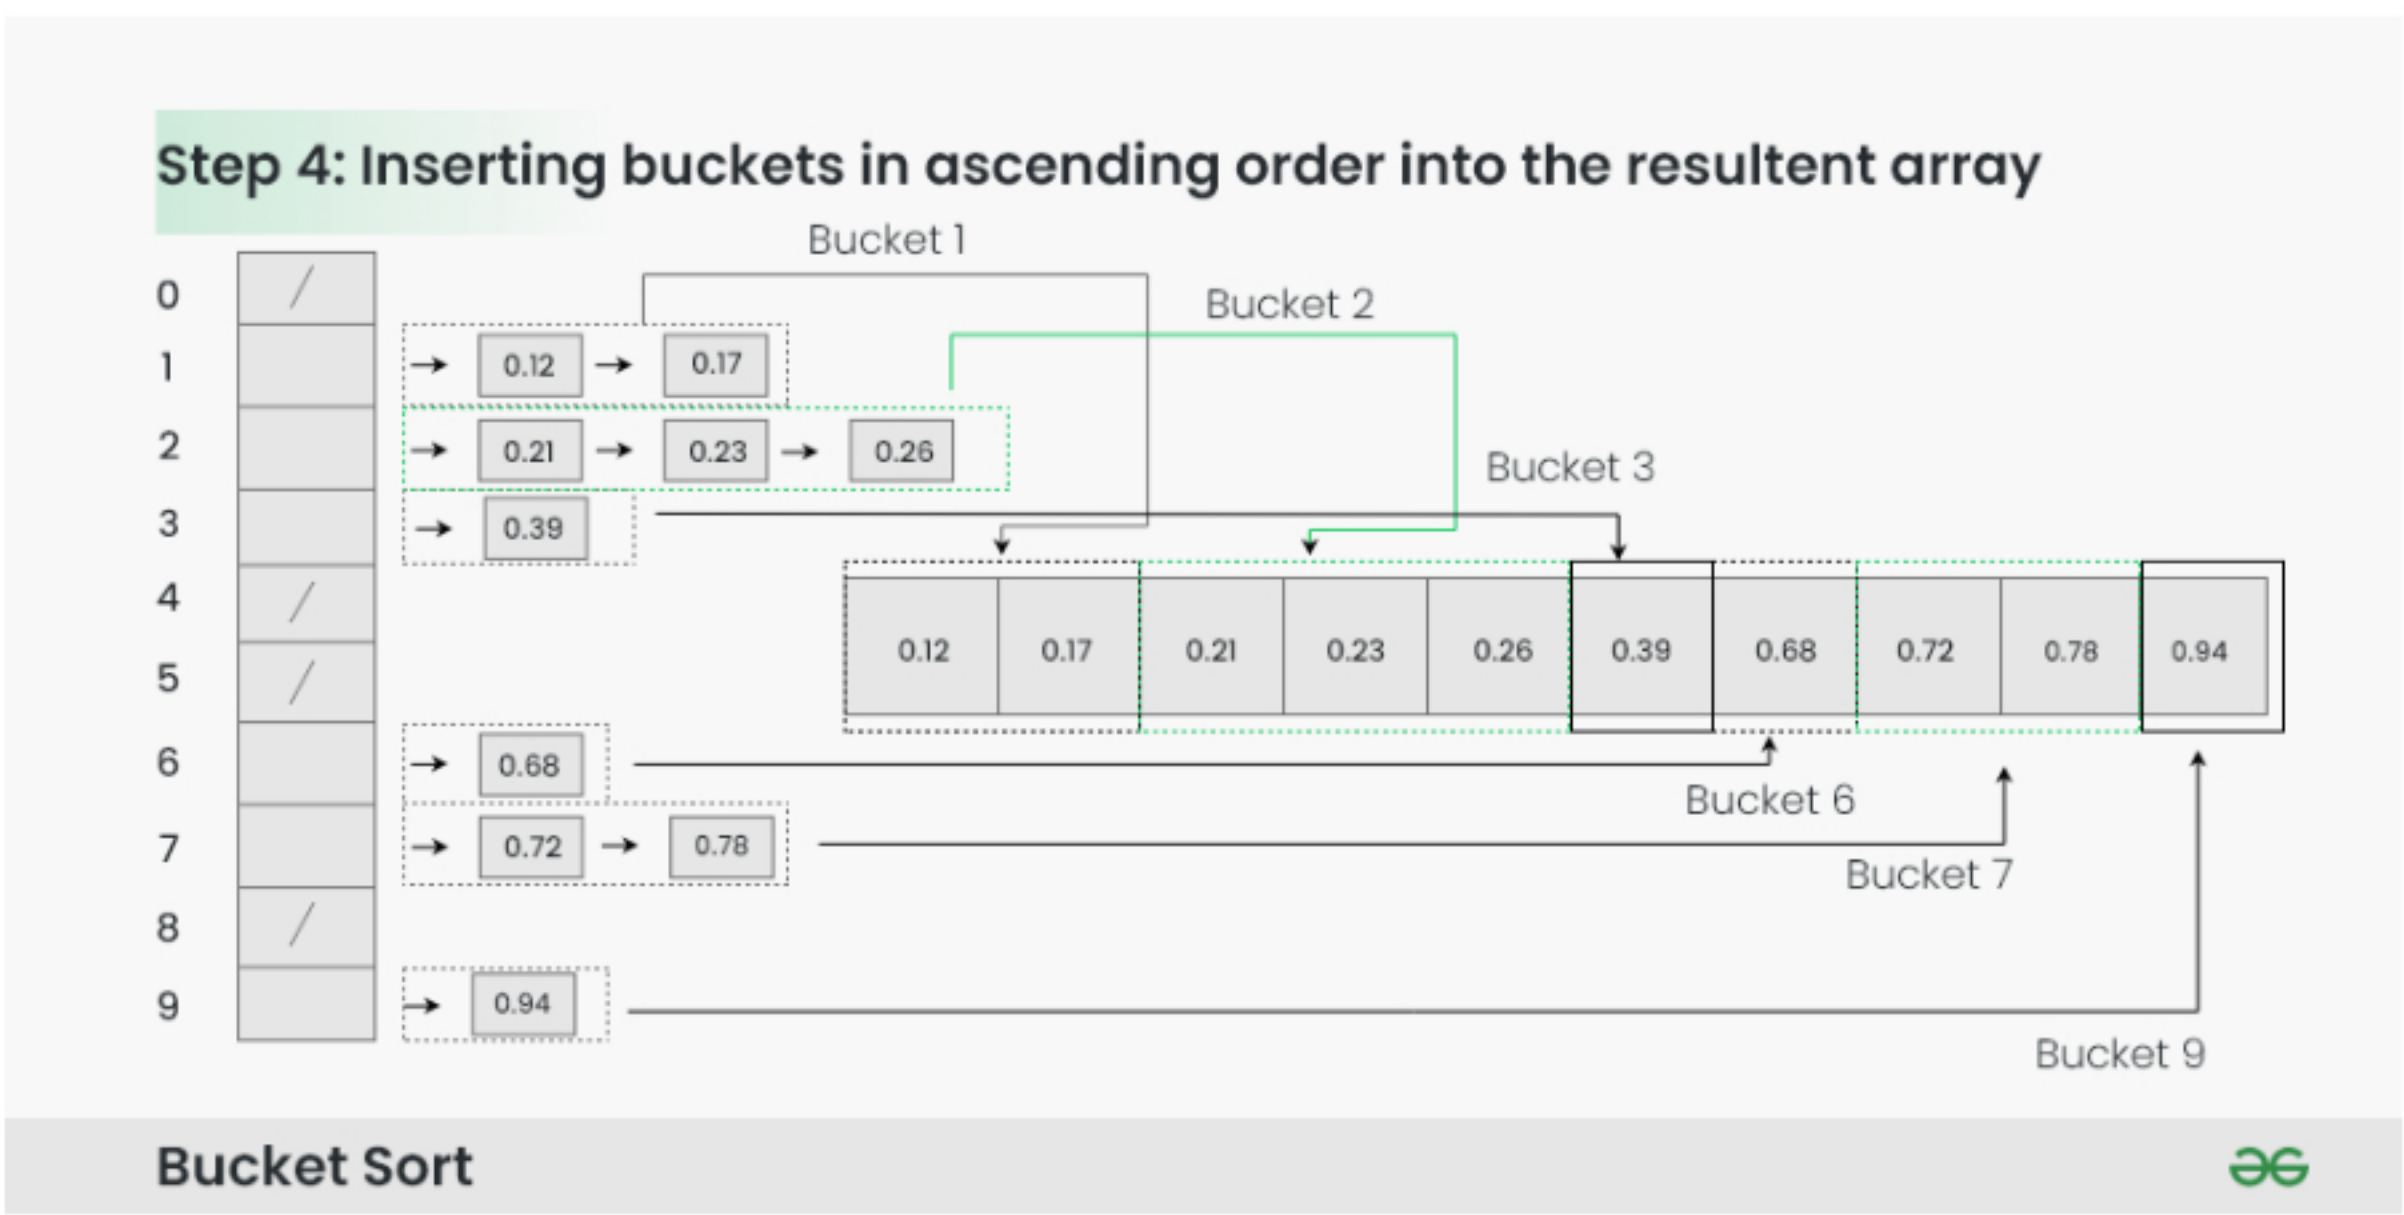 Step 4: Inserting buckets in ascending order into the resultent array
Bucket 1
Bucket 2
Bucket 3
0 /
1 0.12 0.17
2 0.21 0.23 0.26
3 0.39
4 /
5 /
0.12 0.17 0.21 0.23 0.26 0.39 0.68 0.72 0.78 0.94
6 0.68
Bucket 6
7 0.72 0.78
Bucket 7
8 /
9 0.94
Bucket 9
Bucket Sort